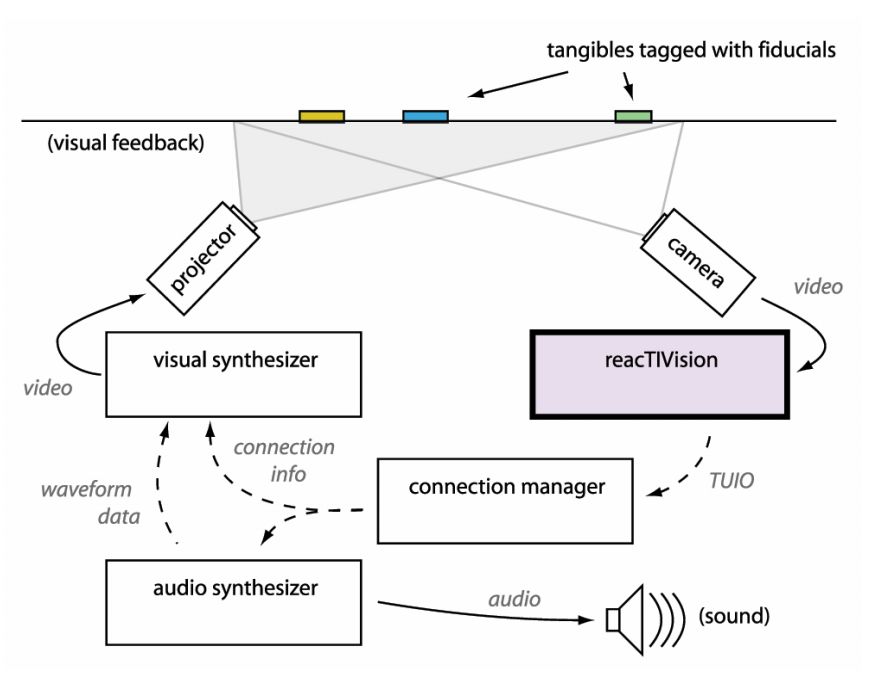 tangibles tagged with fiducials
(visual feedback)
projector
camera
video
visual synthesizer
reacTIVision
video
connection
info
waveform
data
connection manager
TUIO
audio synthesizer
audio
(sound)